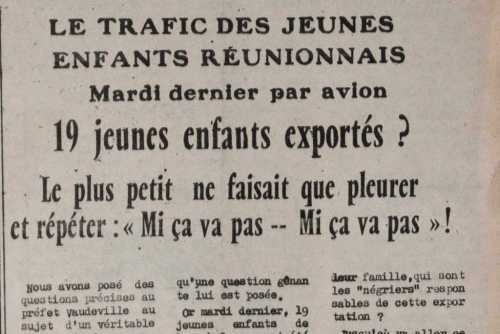 LE TRAFIC DES JEUNES
ENFANTS RÉUNIONNAIS
Mardi dernier par avion
19 jeunes enfants exportés ?
Le plus petit ne faisait que pleurer
et répéter : « Mi ça va pas -- Mi ça va pas » !
Nous avons posé des
questions précises au
préfet Vaudeville au
sujet d'un véritable
qu'une question gênan
te lui est posée.
Or mardi dernier, 19
jeunes enfants de
leur famille, qui sont
les "négriers" respon
sables de cette expor
tation ?